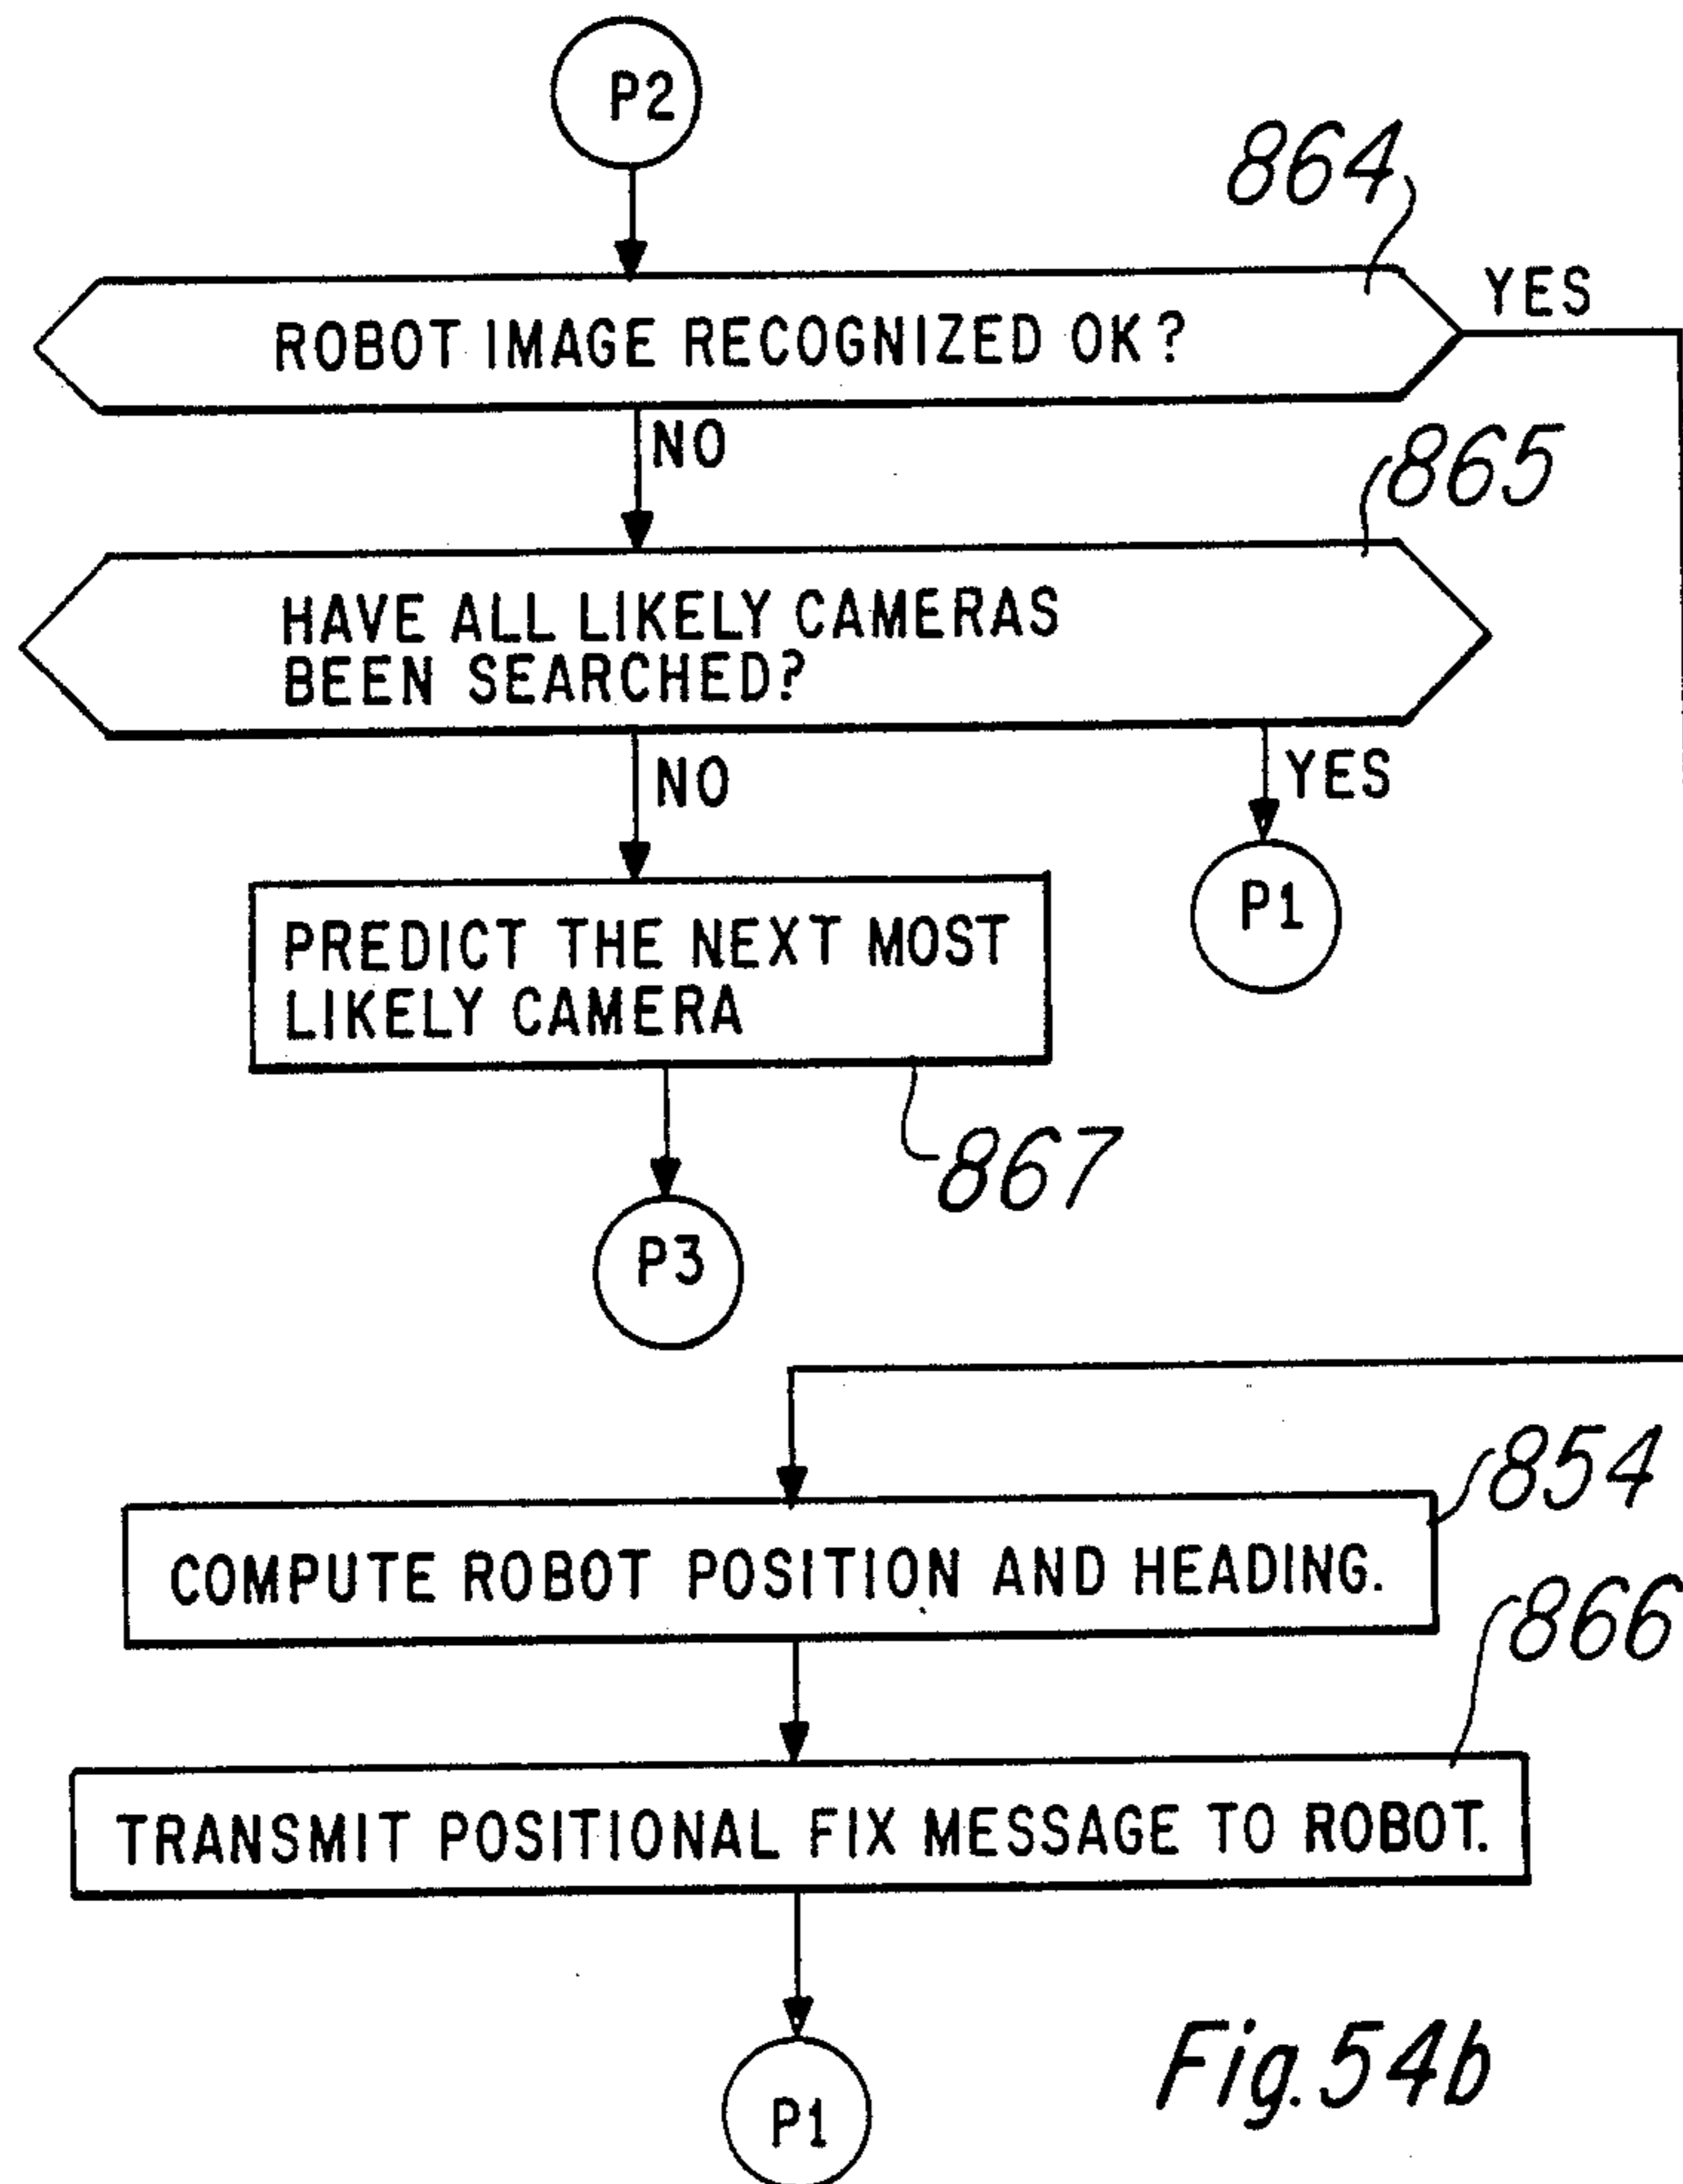 P2
864
ROBOT IMAGE RECOGNIZED OK?
YES
NO
865
HAVE ALL LIKELY CAMERAS
BEEN SEARCHED?
NO
YES
P1
PREDICT THE NEXT MOST
LIKELY CAMERA
867
P3
854
COMPUTE ROBOT POSITION AND HEADING.
866
TRANSMIT POSITIONAL FIX MESSAGE TO ROBOT.
P1
Fig. 54b